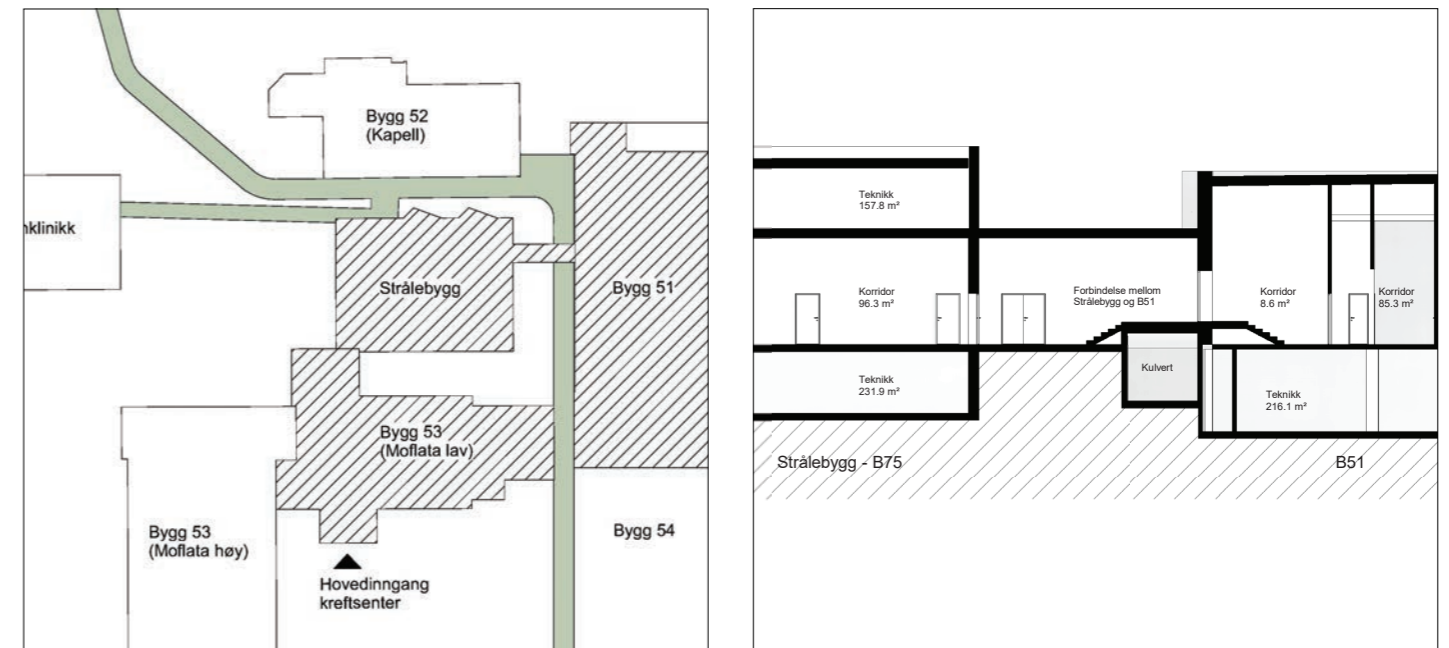 Bygg 52
(Kapell)
nklinikk
Strålebygg
Bygg 51
Bygg 53
(Moflata lav)
Bygg 53
(Moflata høy)
Bygg 54
Hovedinngang
kreftsenter
Teknikk
157.8 m²
Korridor
96.3 m²
Forbindelse mellom
Strålebygg og B51
Korridor
8.6 m²
Korridor
85.3 m²
Kulvert
Teknikk
231.9 m²
Teknikk
216.1 m²
Strålebygg - B75
B51